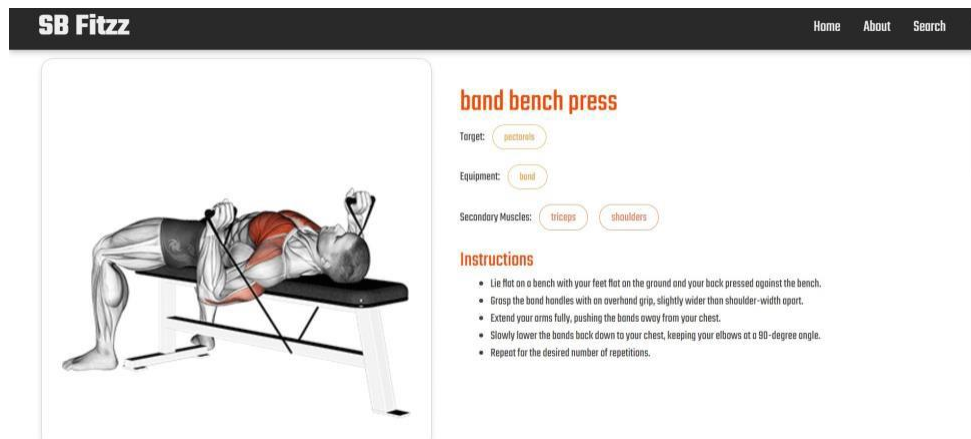 SB Fitzz
Home About Search
band bench press
Target: pectorals
Equipment: band
Secondary Muscles: triceps shoulders
Instructions
• Lie flat on a bench with your feet flat on the ground and your back pressed against the bench.
• Grasp the band handles with an overhand grip, slightly wider than shoulder-width apart.
• Extend your arms fully, pushing the bands away from your chest.
• Slowly lower the bands back down to your chest, keeping your elbows at a 90-degree angle.
• Repeat for the desired number of repetitions.